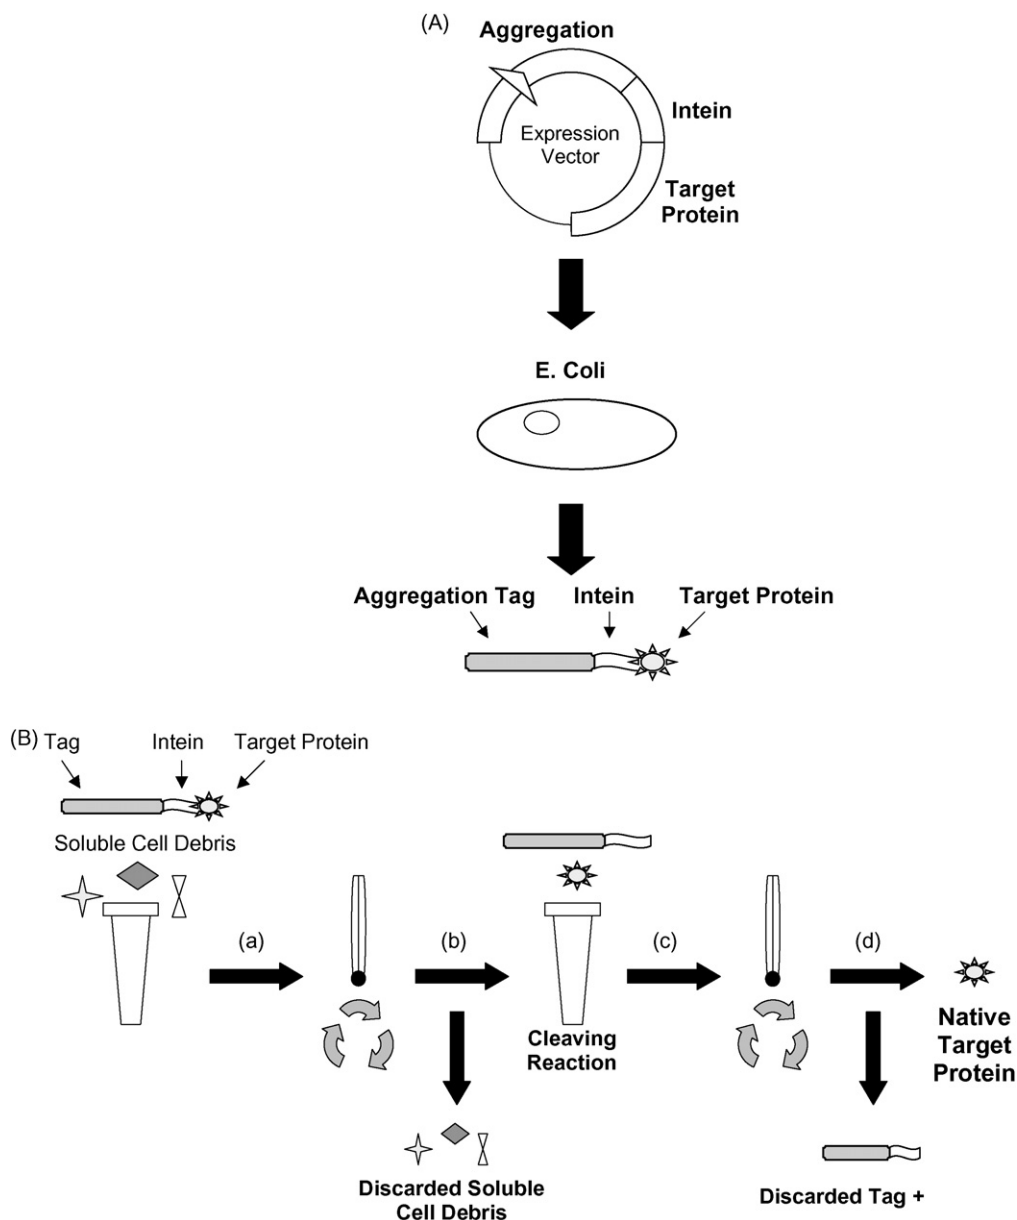 (A)
Aggregation
Intein
Expression
Vector
Target
Protein
E. Coli
Aggregation Tag Intein Target Protein
(B) Tag Intein Target Protein
Soluble Cell Debris
(a) (b) (c) (d)
Cleaving
Reaction
Native
Target
Protein
Discarded Soluble
Cell Debris
Discarded Tag +